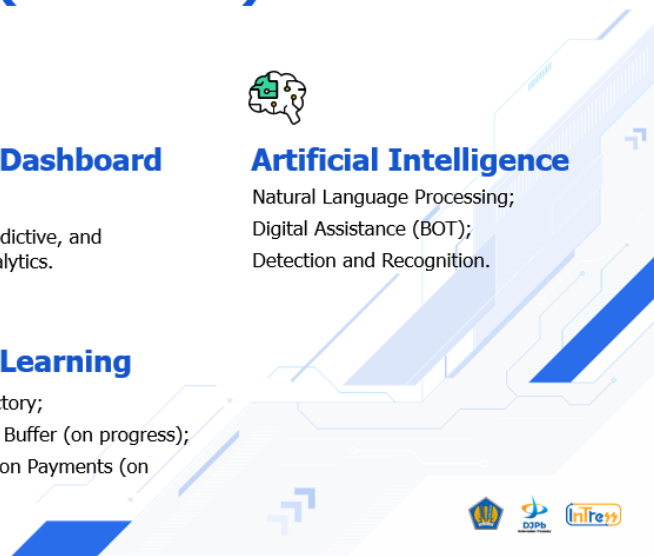 Dashboard
dictive, and
alytics.
Artificial Intelligence
Natural Language Processing;
Digital Assistance (BOT);
Detection and Recognition.
Learning
ctory;
Buffer (on progress);
on Payments (on
DJPb
InTress